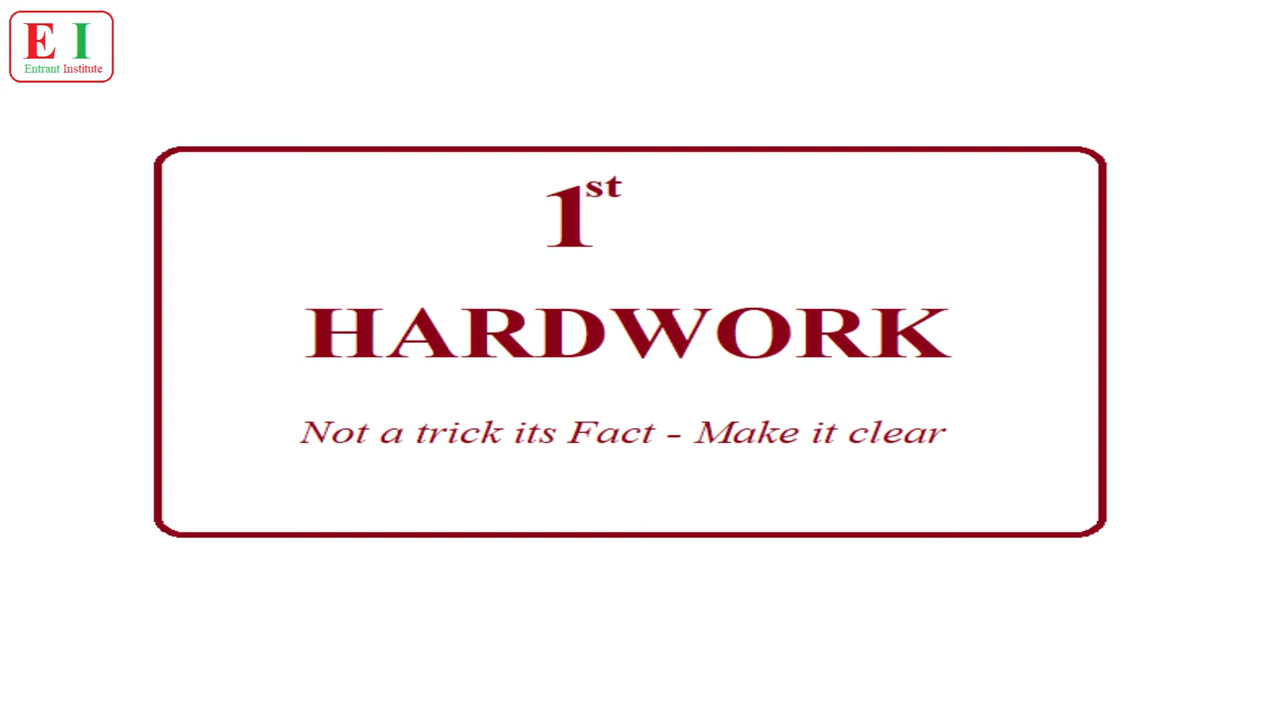 E I
Entrant Institute
1st
HARDWORK
Not a trick its Fact - Make it clear